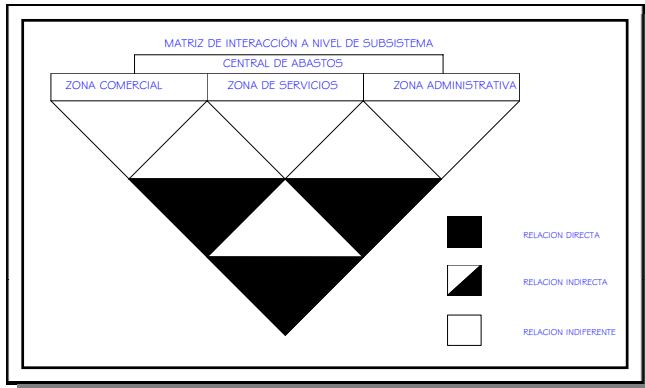 MATRIZ DE INTERACCIÓN A NIVEL DE SUBSISTEMA
CENTRAL DE ABASTOS
ZONA COMERCIAL
ZONA DE SERVICIOS
ZONA ADMINISTRATIVA
RELACION DIRECTA
RELACION INDIRECTA
RELACION INDIFERENTE